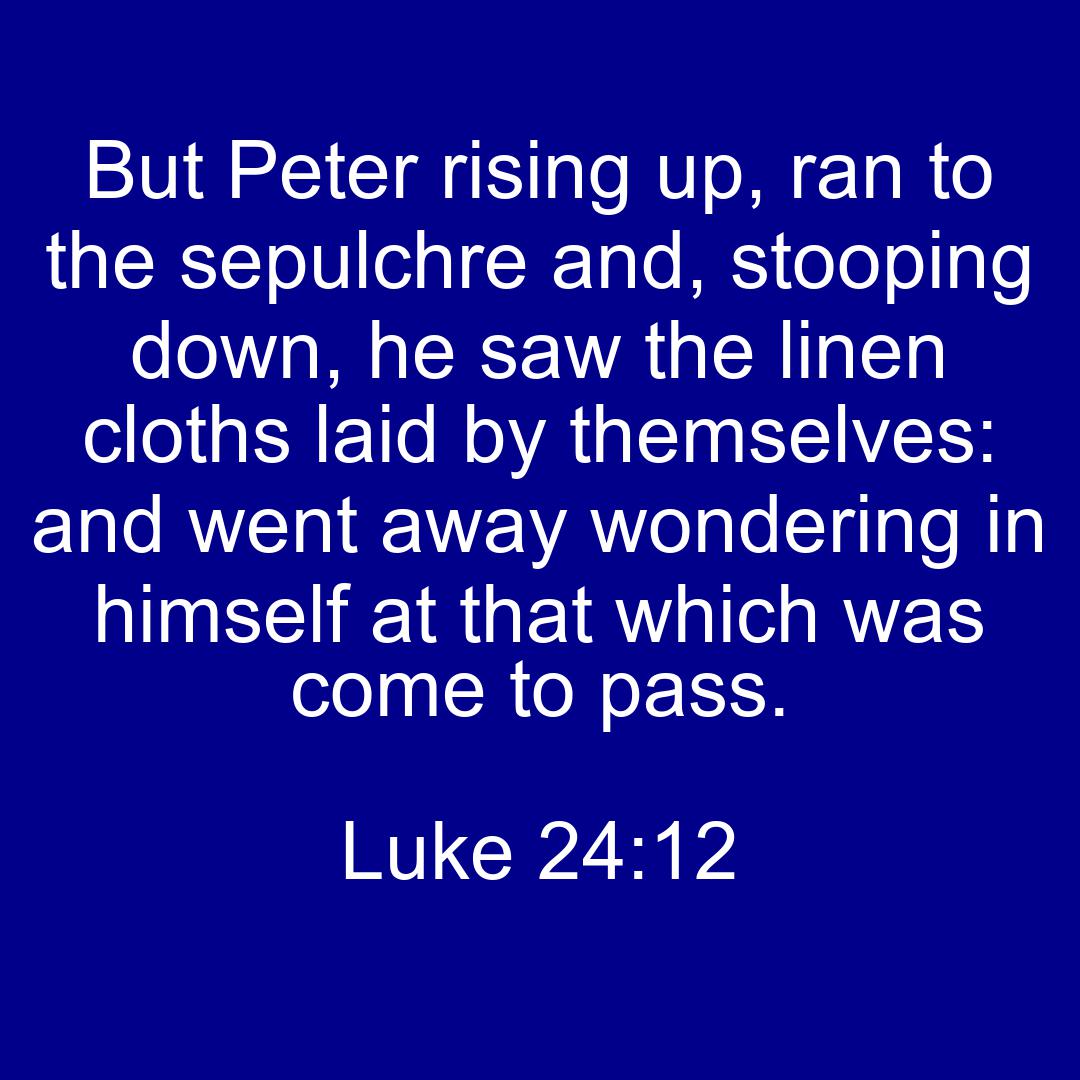 But Peter rising up, ran to
the sepulchre and, stooping
down, he saw the linen
cloths laid by themselves:
and went away wondering in
himself at that which was
come to pass.
Luke 24:12